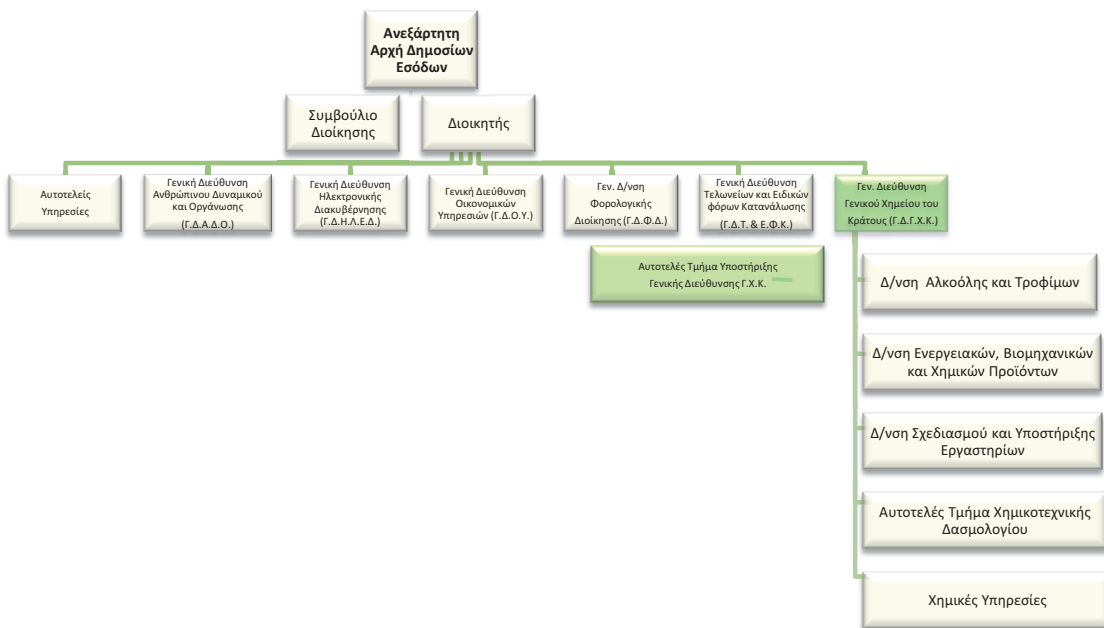 Ανεξάρτητη
Αρχή Δημοσίων
Εσόδων
Συμβούλιο
Διοίκησης
Διοικητής
Αυτοτελείς
Υπηρεσίες
Γενική Διεύθυνση
Ανθρώπινου Δυναμικού
και Οργάνωσης
(Γ.Δ.Α.Δ.Ο.)
Γενική Διεύθυνση
Ηλεκτρονικής
Διακυβέρνησης
(Γ.Δ.Η.Λ.Ε.Δ.)
Γενική Διεύθυνση
Οικονομικών
Υπηρεσιών (Γ.Δ.Ο.Υ.)
Γεν. Δ/νση
Φορολογικής
Διοίκησης (Γ.Δ.Φ.Δ.)
Γενική Διεύθυνση
Τελωνείων και Ειδικών
φόρων Κατανάλωσης
(Γ.Δ.Τ. & Ε.Φ.Κ.)
Γεν. Διεύθυνση
Γενικού Χημείου του
Κράτους (Γ.Δ.Γ.Χ.Κ.)
Αυτοτελές Τμήμα Υποστήριξης
Γενικής Διεύθυνσης Γ.Χ.Κ.
Δ/νση Αλκοόλης και Τροφίμων
Δ/νση Ενεργειακών, Βιομηχανικών
και Χημικών Προϊόντων
Δ/νση Σχεδιασμού και Υποστήριξης
Εργαστηρίων
Αυτοτελές Τμήμα Χημικοτεχνικής
Δασμολογίου
Χημικές Υπηρεσίες